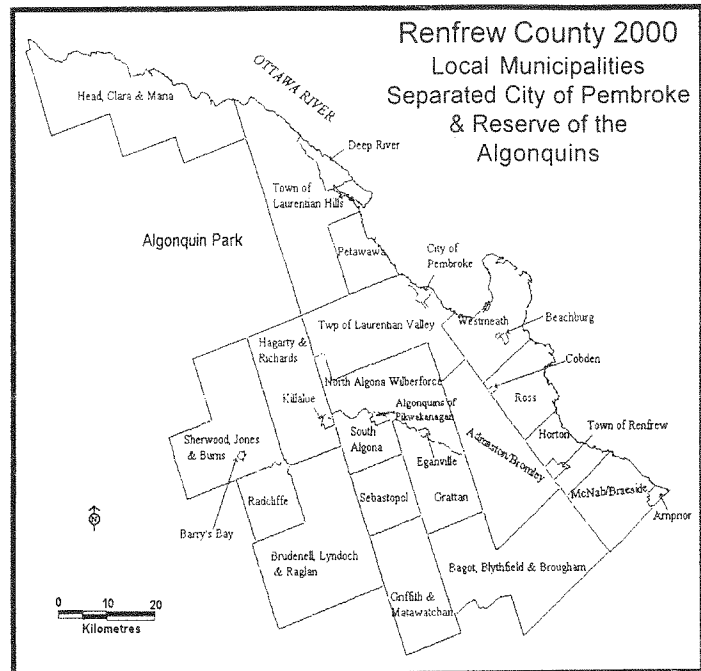 Renfrew County 2000
Local Municipalities
Separated City of Pembroke
& Reserve of the
Algonquins
OTTAWA RIVER
Head, Clara & Maria
Deep River
Town of
Laurentian Hills
Algonquin Park
Petawawa
City of
Pembroke
Westmeath
Beachburg
Twp of Laurentian Valley
Hagarty &
Richards
Cobden
North Algona Wilberforce
Ross
Killaloe
Algonquins of
Pikwakanagan
Town of Renfrew
South
Algona
Horton
Sherwood, Jones
& Burns
Eganville
Admaston/Bromley
Radcliffe
Sebastopol
Grattan
McNab/Braeside
Arnprior
Barry's Bay
Brudenell, Lyndoch
& Raglan
Bagot, Blythfield & Brougham
Griffith &
Matawatchan
N
0 10 20
Kilometres